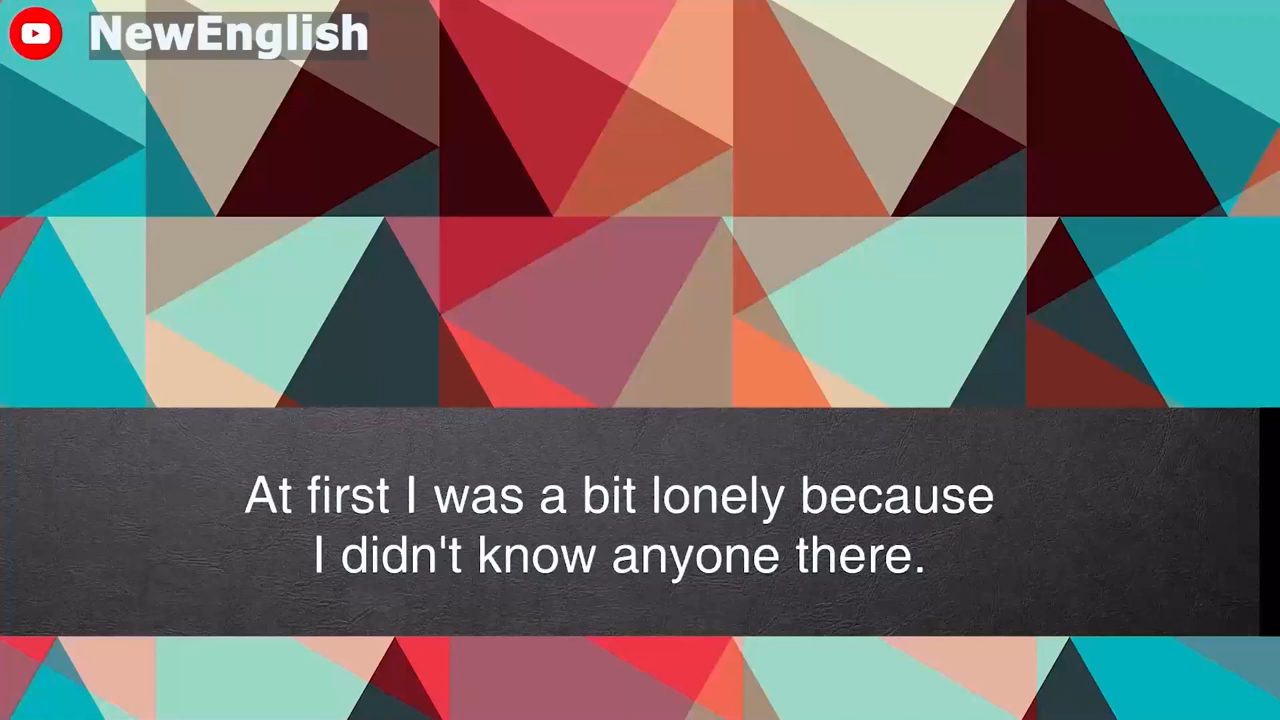 NewEnglish
At first I was a bit lonely because
I didn't know anyone there.